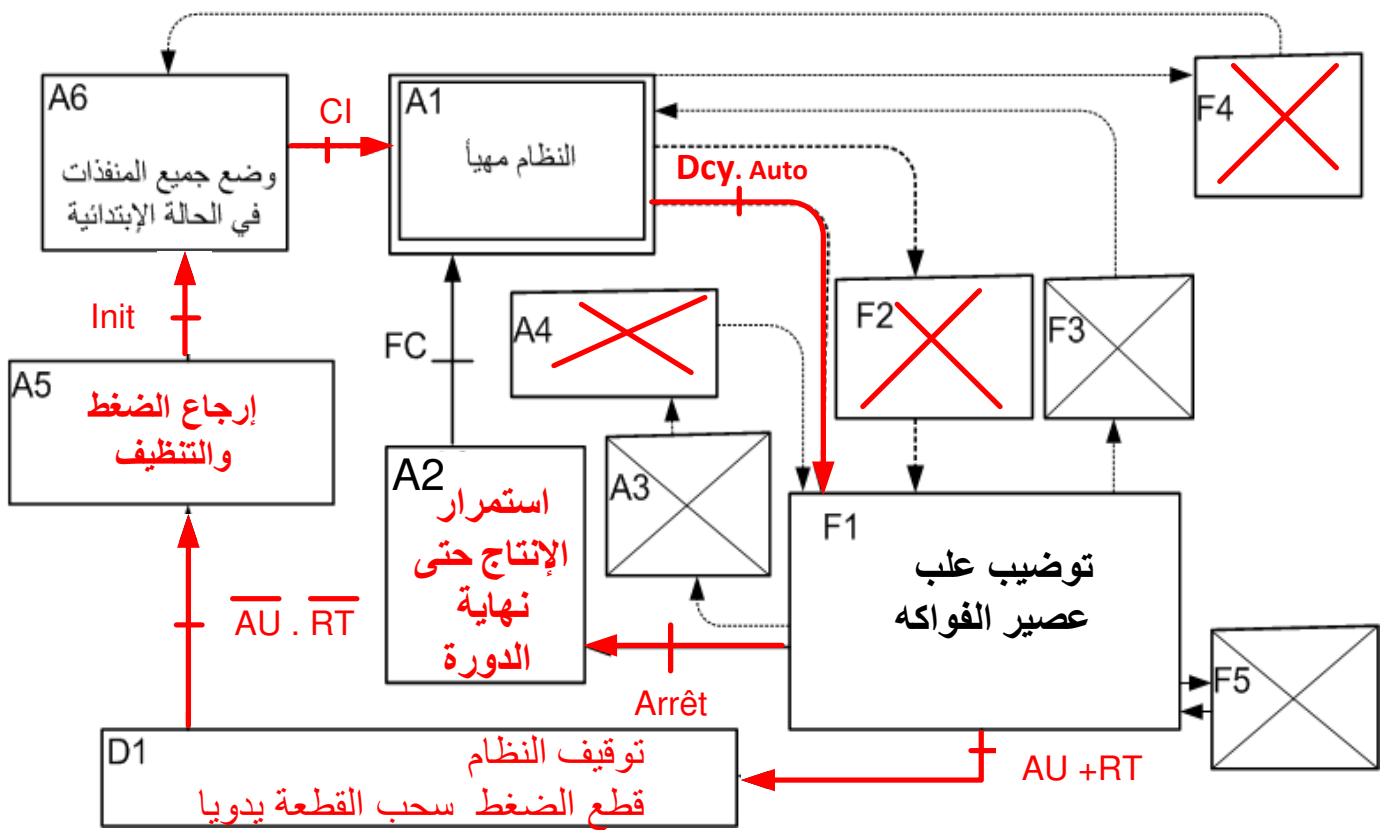 A6
وضع جميع المنفذات
في الحالة الإبتدائية
CI
A1
النظام مهيأ
Dcy. Auto
F4
Init
FC
A4
F2
F3
A5
إرجاع الضغط
والتنظيف
A2
استمرار
الإنتاج حتى
نهاية
الدورة
A3
F1
توضيب علب
عصير الفواكه
A̅U̅ . R̅T̅
Arrêt
F5
D1
توقيف النظام
قطع الضغط سحب القطعة يدويا
AU +RT